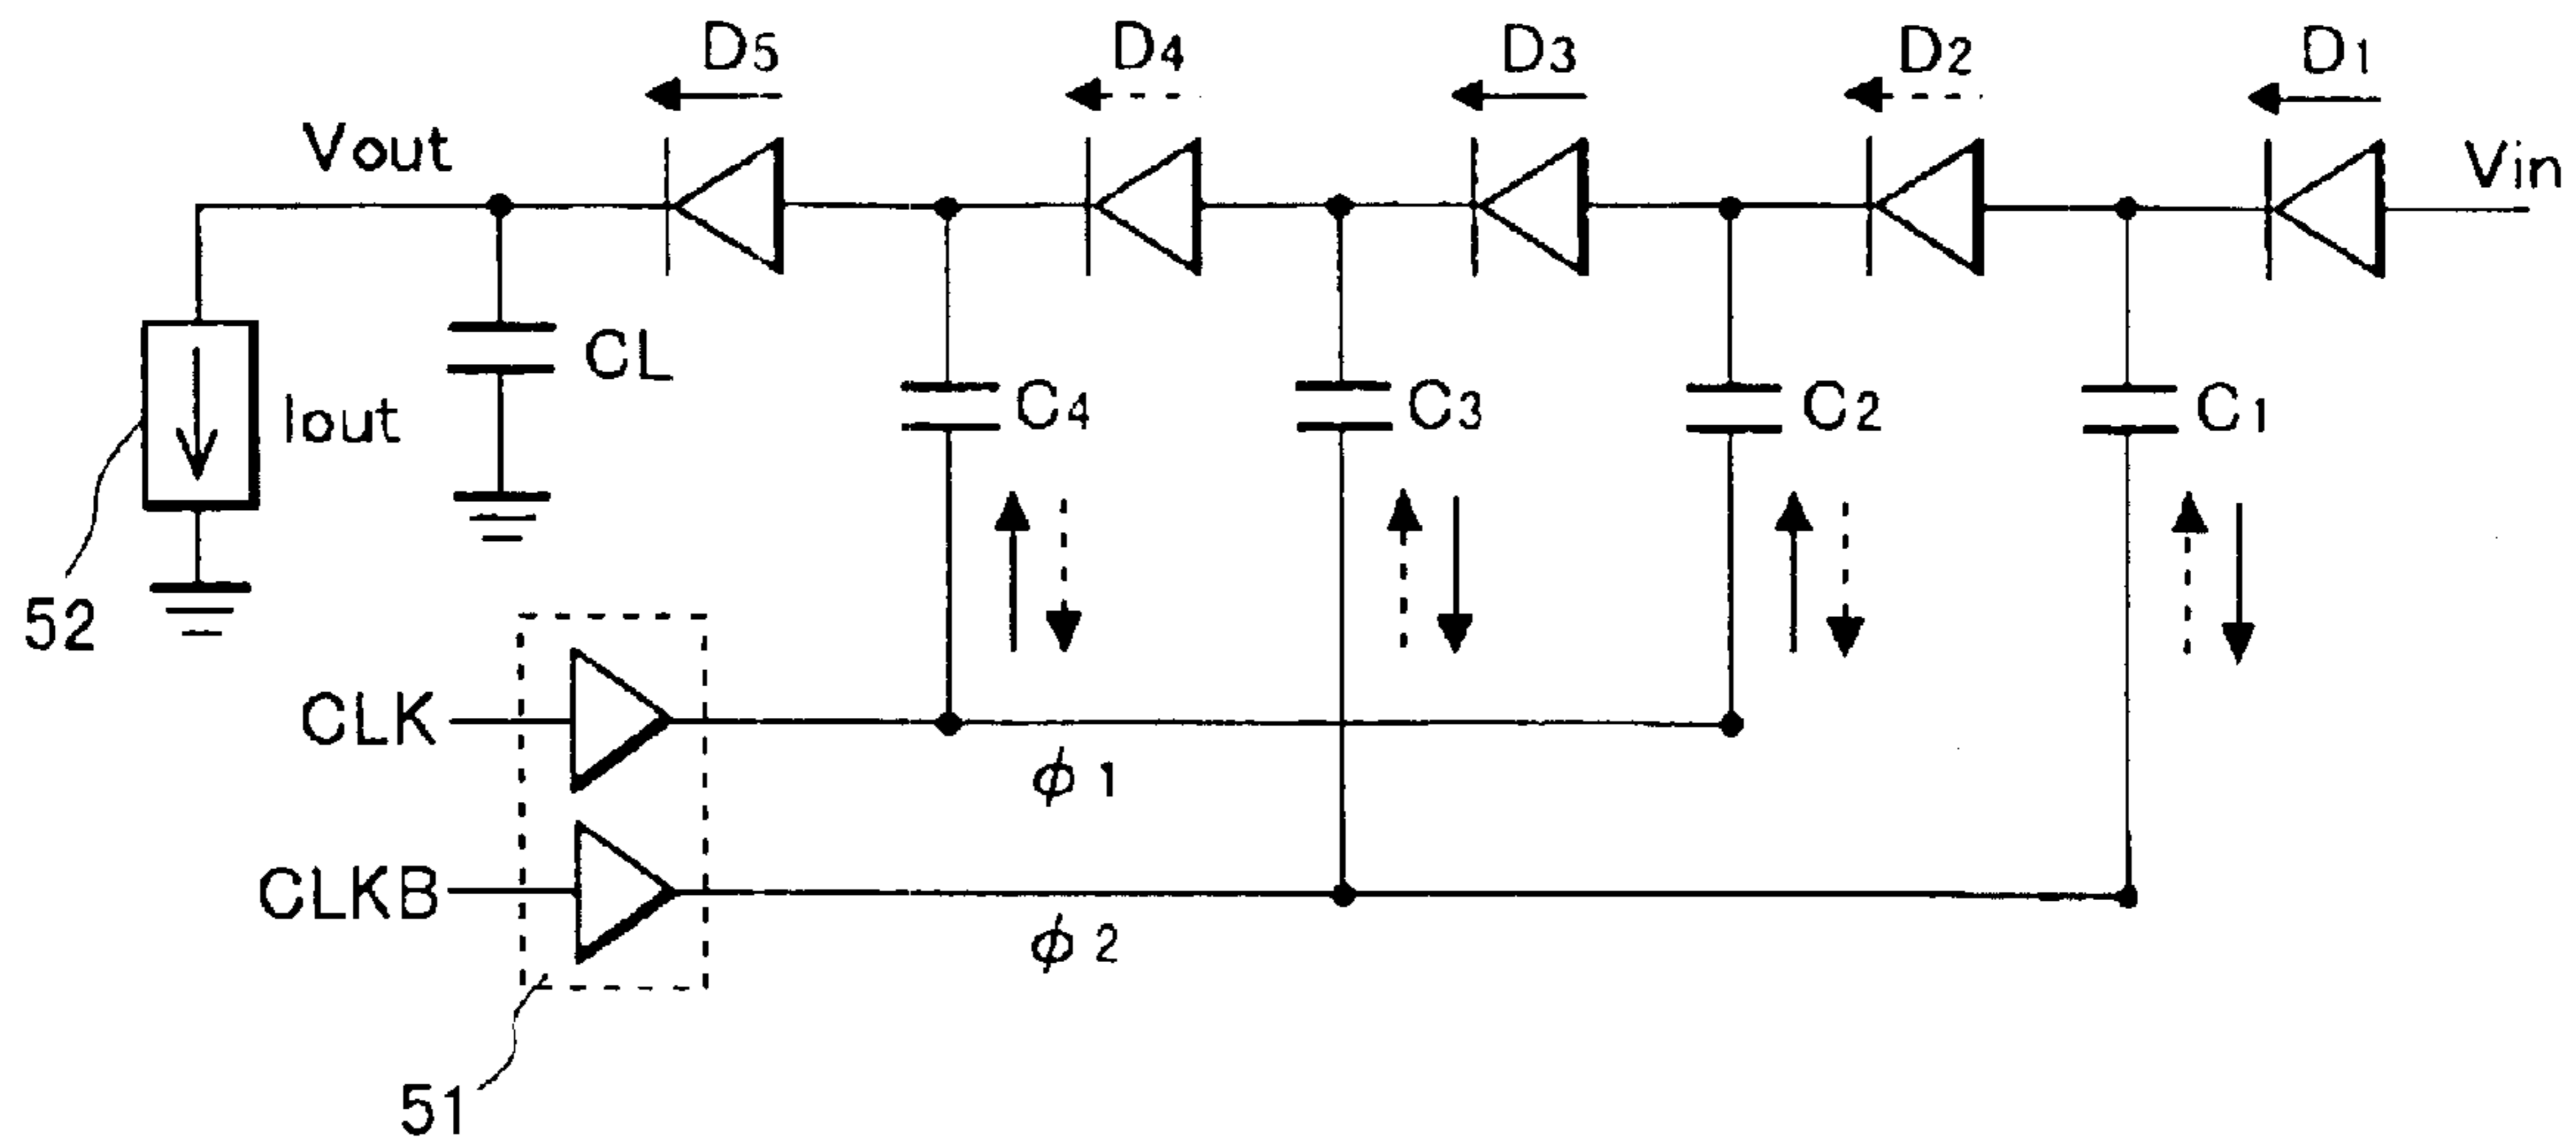 D5 D4 D3 D2 D1
Vout Vin
CL C4 C3 C2 C1
Iout
52
CLK
ϕ1
CLKB
ϕ2
51